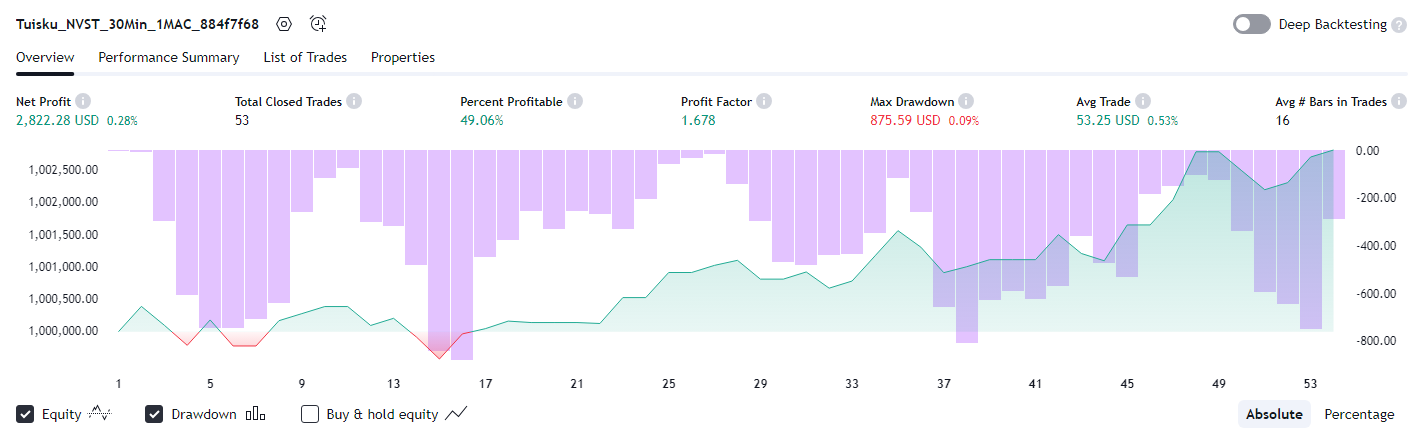 Tuisku_NVST_30Min_1MAC_884f7f68 Deep Backtesting ?
Overview Performance Summary List of Trades Properties
Net Profit i Total Closed Trades i Percent Profitable i Profit Factor i Max Drawdown i Avg Trade i Avg # Bars in Trades i
2,822.28 USD 0.28% 53 49.06% 1.678 875.59 USD 0.09% 53.25 USD 0.53% 16
0.00
1,002,500.00
1,002,000.00 -200.00
1,001,500.00
-400.00
1,001,000.00
1,000,500.00 -600.00
1,000,000.00
-800.00
1 5 9 13 17 21 25 29 33 37 41 45 49 53
Equity Drawdown Buy & hold equity Absolute Percentage